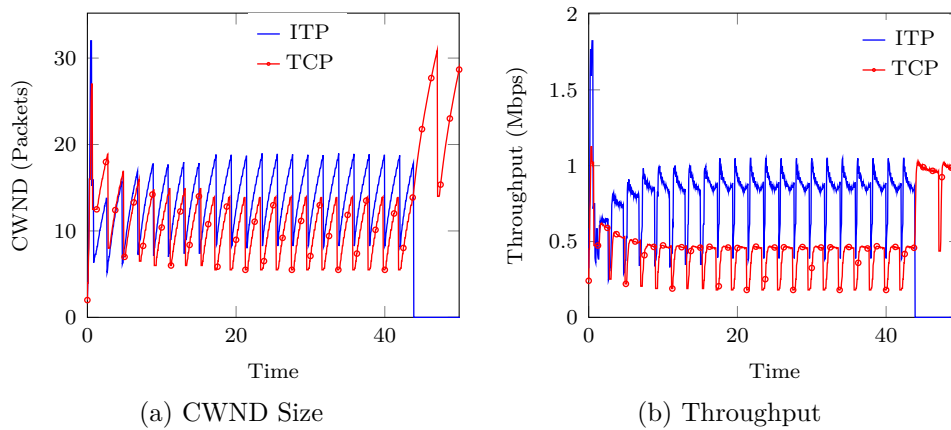 ITP
TCP
30
20
10
0
0
20
40
CWND (Packets)
Time
(a) CWND Size
ITP
TCP
2
1.5
1
0.5
0
0
20
40
Throughput (Mbps)
Time
(b) Throughput